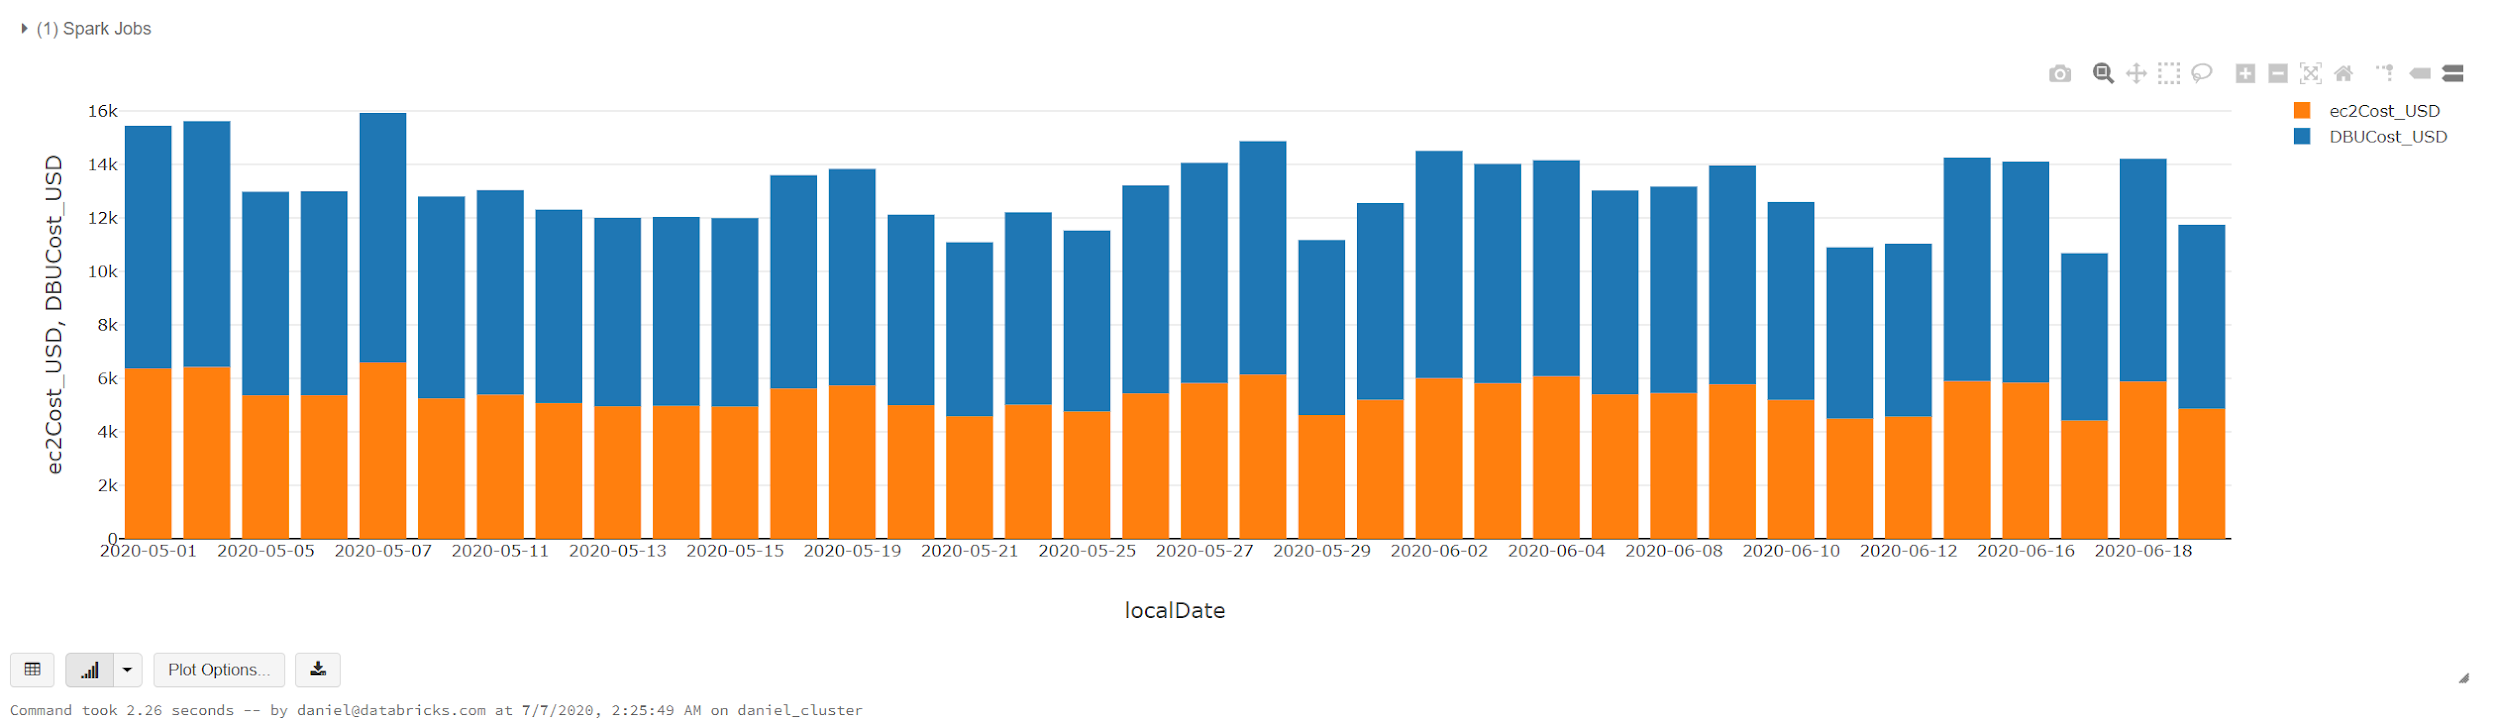 (1) Spark Jobs
ec2Cost_USD
DBUCost_USD
ec2Cost_USD, DBUCost_USD
16k
14k
12k
10k
8k
6k
4k
2k
0
2020-05-01 2020-05-05 2020-05-07 2020-05-11 2020-05-13 2020-05-15 2020-05-19 2020-05-21 2020-05-25 2020-05-27 2020-05-29 2020-06-02 2020-06-04 2020-06-08 2020-06-10 2020-06-12 2020-06-16 2020-06-18
localDate
Plot Options...
Command took 2.26 seconds -- by daniel@databricks.com at 7/7/2020, 2:25:49 AM on daniel_cluster